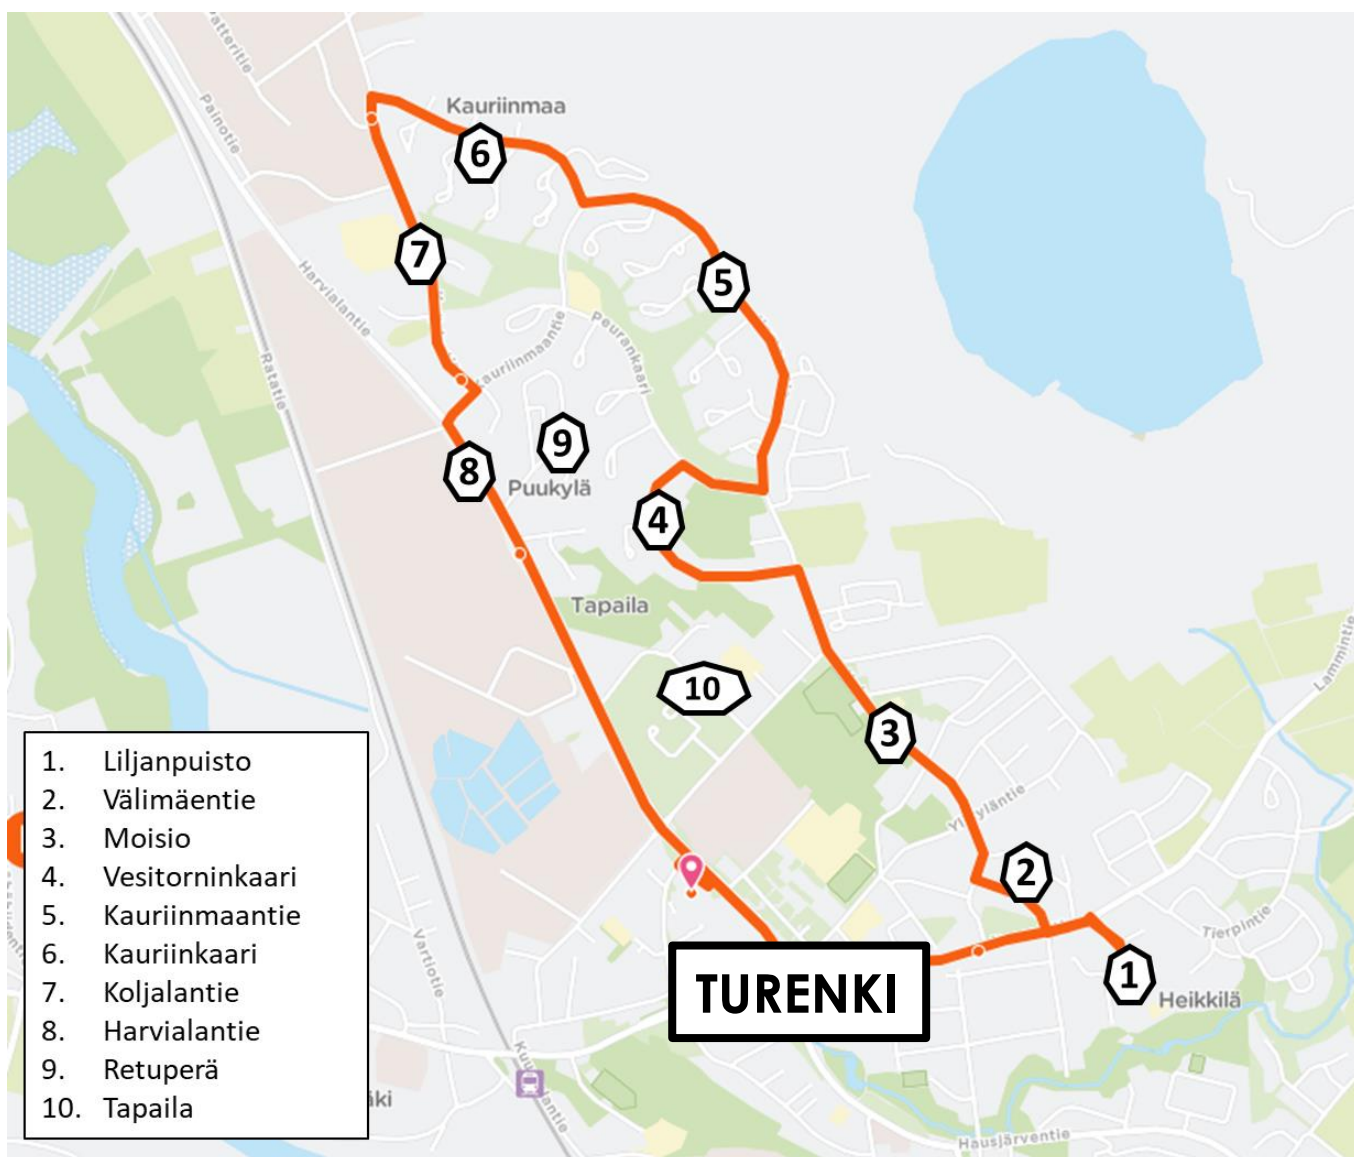 Painotie
Kauriinmaa
6
7
5
Harvialantie
Peurankaari
Ratatie
9
8
Puukylä
4
Tapaila
10
Lammintie
3
1. Liljanpuisto
2. Välimäentie
3. Moisio
4. Vesitorninkaari
5. Kauriinmaantie
6. Kauriinkaari
7. Koljalantie
8. Harvialantie
9. Retuperä
10. Tapaila
2
Tierpintie
Vartiotie
1
TURENKI
Heikkilä
Hausjärventie